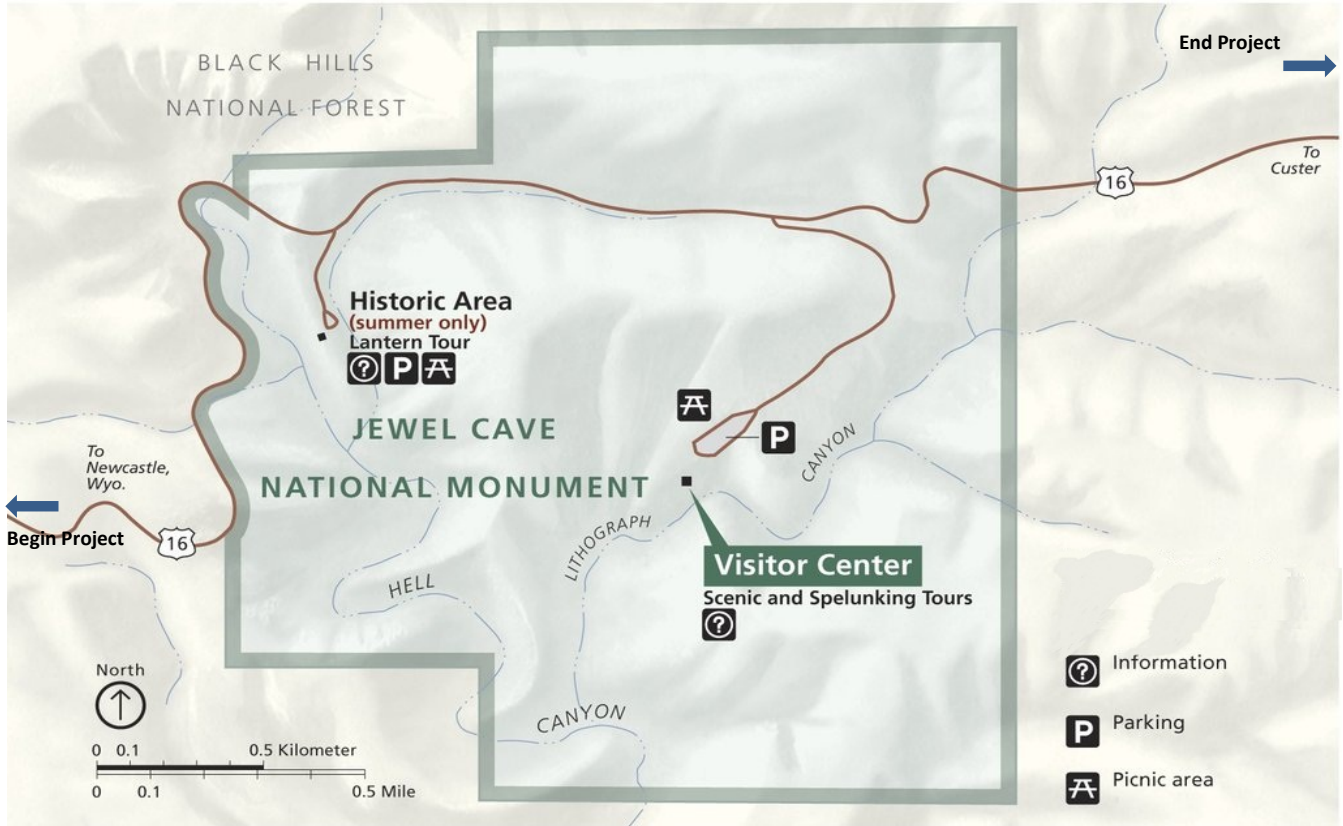 BLACK HILLS
NATIONAL FOREST
End Project
To
Custer
16
Historic Area
(summer only)
Lantern Tour
?
P
JEWEL CAVE
NATIONAL MONUMENT
P
CANYON
To
Newcastle,
Wyo.
Begin Project
16
LITHOGRAPH
HELL
Visitor Center
Scenic and Spelunking Tours
?
CANYON
North
0 0.1 0.5 Kilometer
0 0.1 0.5 Mile
? Information
P Parking
Picnic area